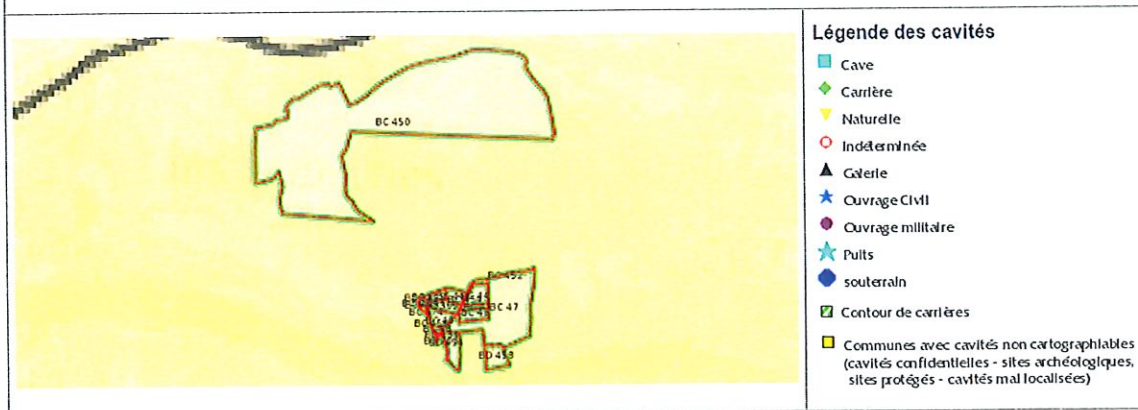 Légende des cavités
Cave
Carrière
Naturelle
Indéterminée
Galerie
Ouvrage Civil
Ouvrage militaire
Puits
souterrain
Contour de carrières
Communes avec cavités non cartographiables
(cavités confidentielles - sites archéologiques,
sites protégés - cavités mal localisées)
BC 450
BC 452
BC 47
BD 453